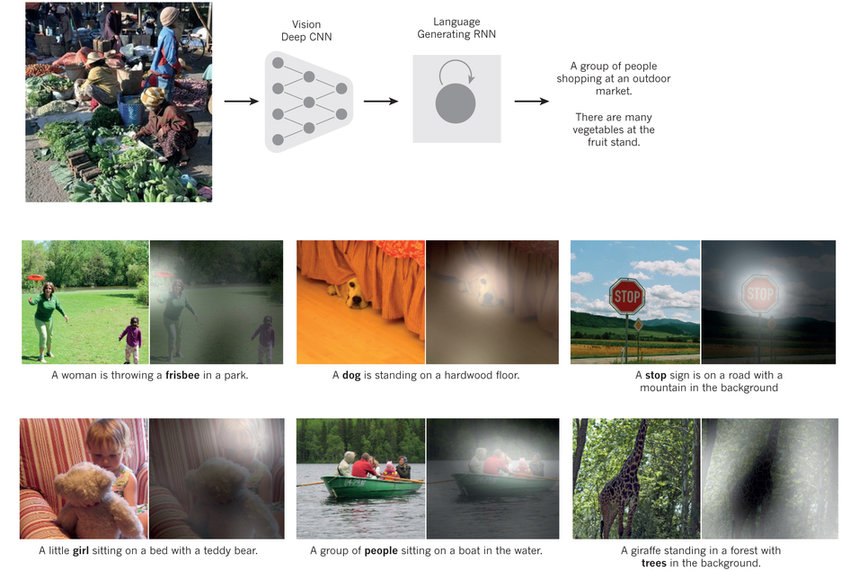 Vision
Deep CNN
Language
Generating RNN
A group of people
shopping at an outdoor
market.
There are many
vegetables at the
fruit stand.
STOP
STOP
A woman is throwing a frisbee in a park.
A dog is standing on a hardwood floor.
A stop sign is on a road with a
mountain in the background
A little girl sitting on a bed with a teddy bear.
A group of people sitting on a boat in the water.
A giraffe standing in a forest with
trees in the background.